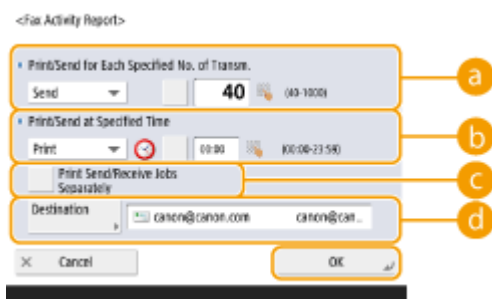 <Fax Activity Report>
Print/Send for Each Specified No. of Transm.
Send 40 (40-1000)
a
Print/Send at Specified Time
Print 00:00 (00:00-23:59)
b
Print Send/Receive Jobs
Separately
c
Destination canon@canon.com canon@can...
d
× Cancel OK